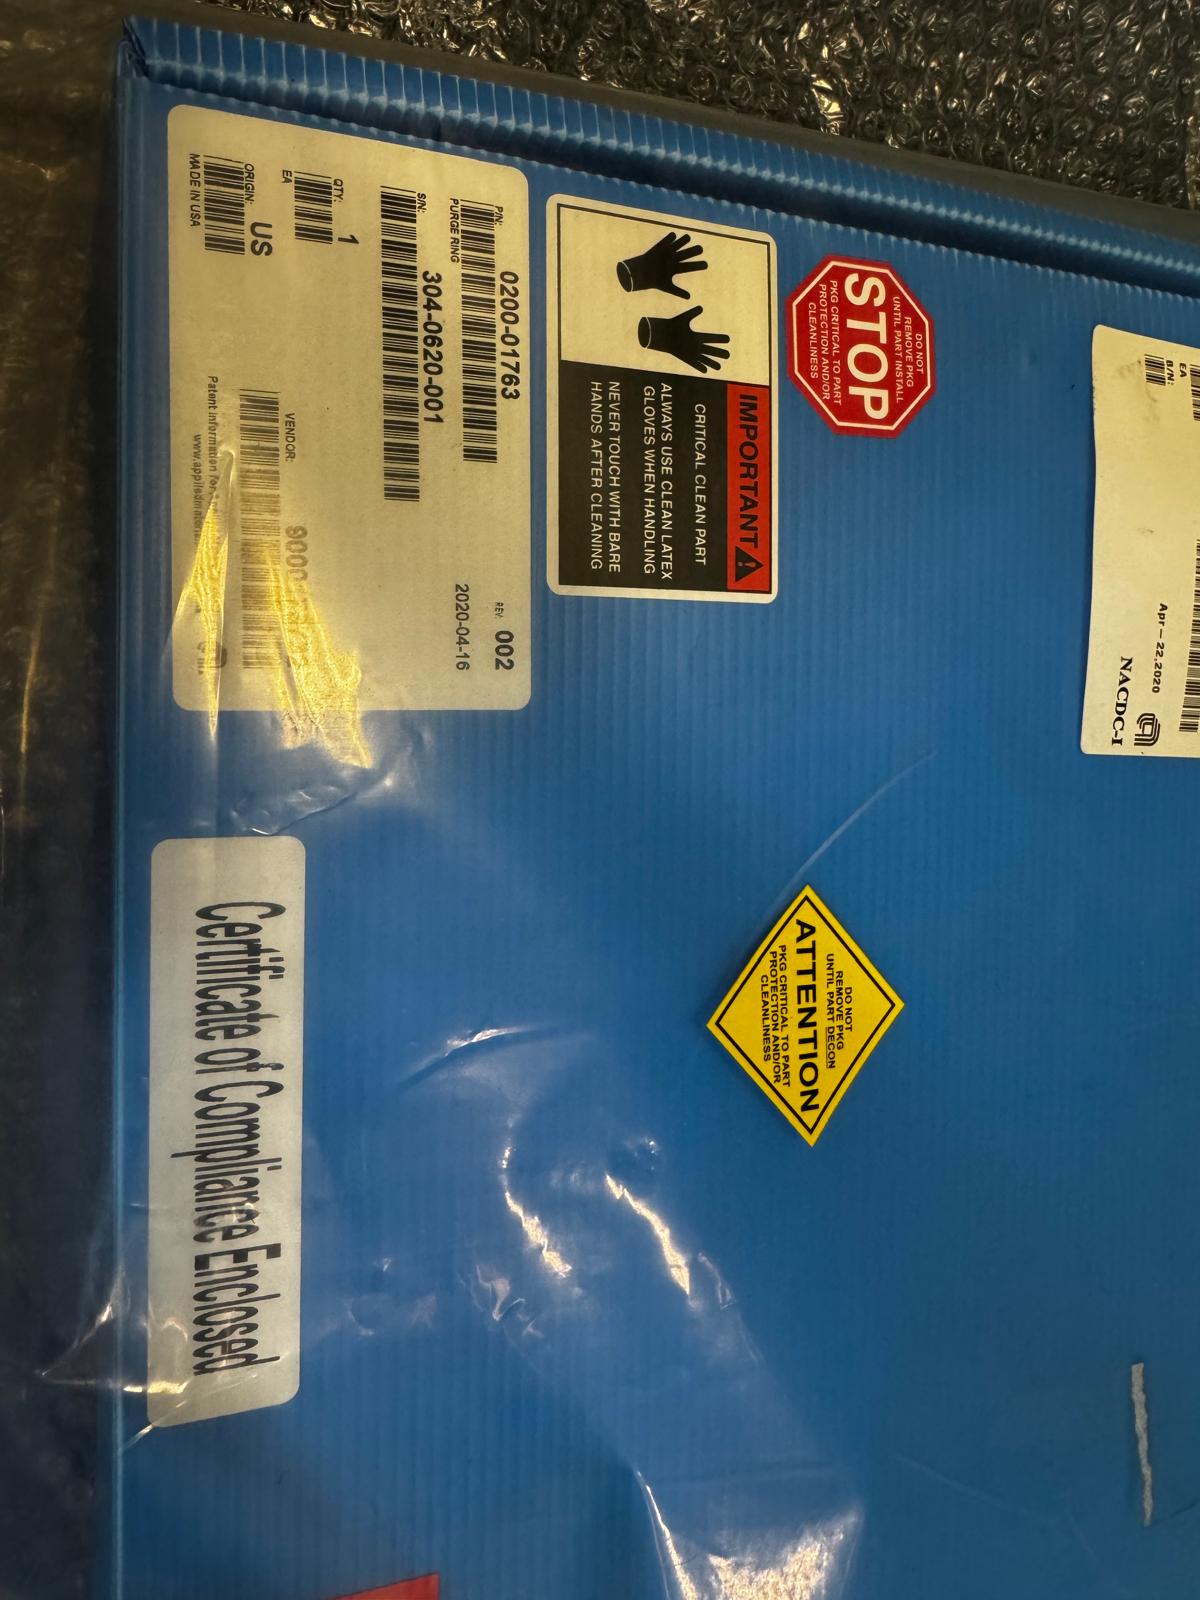 P/N: 0200-01763
REV: 002
PURGE RING
2020-04-16
S/N: 304-0620-001
QTY: 1
EA
ORIGIN: US
MADE IN USA
VENDOR:
Patent information for
IMPORTANT
CRITICAL CLEAN PART
ALWAYS USE CLEAN LATEX
GLOVES WHEN HANDLING
NEVER TOUCH WITH BARE
HANDS AFTER CLEANING
DO NOT
REMOVE PKG
UNTIL PART INSTALL
STOP
PKG CRITICAL TO PART
PROTECTION AND/OR
CLEANLINESS
EA
B/N:
Apr-22,2020
NACDC-I
DO NOT
REMOVE PKG
UNTIL PART DECON
ATTENTION
PKG CRITICAL TO PART
PROTECTION AND/OR
CLEANLINESS
Certificate of Compliance Enclosed